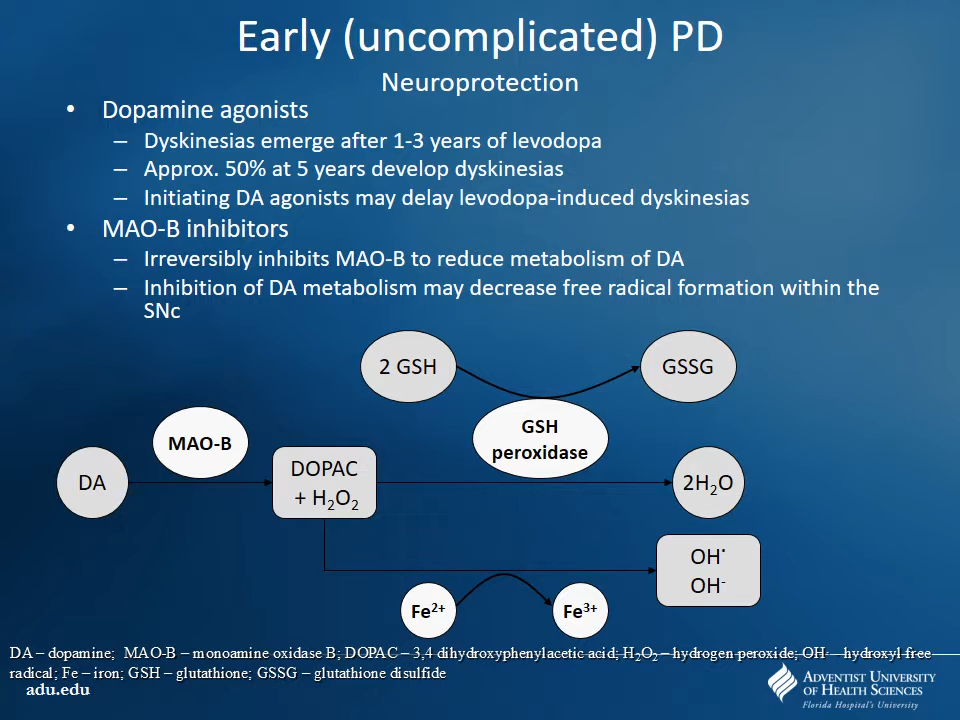 Early (uncomplicated) PD
Neuroprotection
• Dopamine agonists
– Dyskinesias emerge after 1-3 years of levodopa
– Approx. 50% at 5 years develop dyskinesias
– Initiating DA agonists may delay levodopa-induced dyskinesias
• MAO-B inhibitors
– Irreversibly inhibits MAO-B to reduce metabolism of DA
– Inhibition of DA metabolism may decrease free radical formation within the
SNc
2 GSH
GSSG
GSH
peroxidase
MAO-B
DA
DOPAC
+ H₂O₂
2H₂O
OH˙
OH⁻
Fe²⁺
Fe³⁺
DA – dopamine; MAO-B – monoamine oxidase B; DOPAC – 3,4 dihydroxyphenylacetic acid; H₂O₂ – hydrogen peroxide; OH· – hydroxyl free
radical; Fe – iron; GSH – glutathione; GSSG – glutathione disulfide
adu.edu
ADVENTIST UNIVERSITY
OF HEALTH SCIENCES
Florida Hospital's University